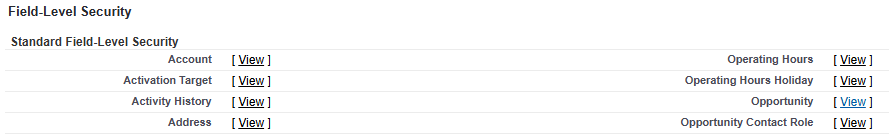 Field-Level Security
Standard Field-Level Security
Account [ View ] Operating Hours [ View ]
Activation Target [ View ] Operating Hours Holiday [ View ]
Activity History [ View ] Opportunity [ View ]
Address [ View ] Opportunity Contact Role [ View ]